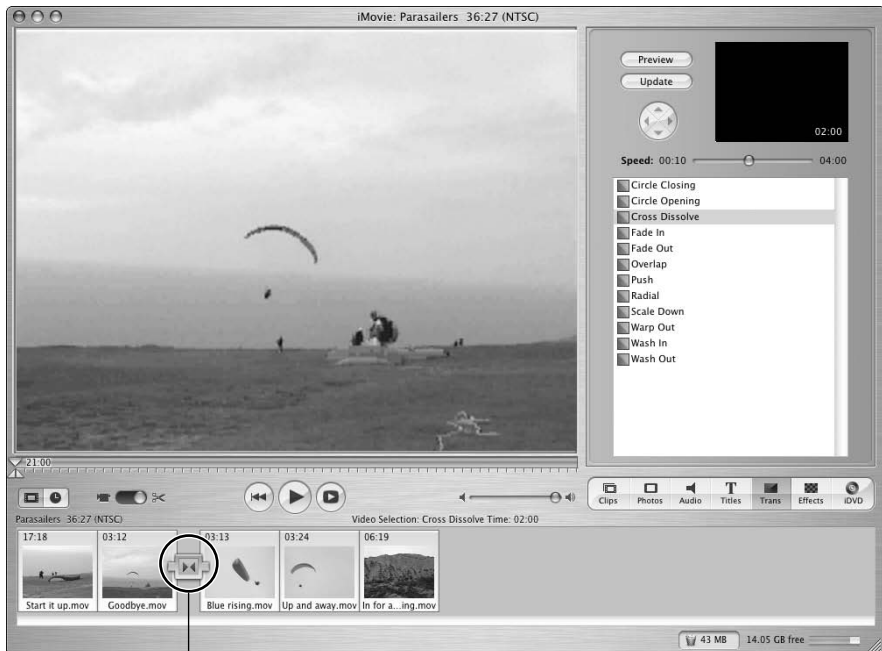 iMovie: Parasailers 36:27 (NTSC)
Preview
Update
02:00
Speed: 00:10 04:00
Circle Closing
Circle Opening
Cross Dissolve
Fade In
Fade Out
Overlap
Push
Radial
Scale Down
Warp Out
Wash In
Wash Out
21:00
Clips Photos Audio Titles Trans Effects iDVD
Parasailers 36:27 (NTSC) Video Selection: Cross Dissolve Time: 02:00
17:18 03:12 03:13 03:24 06:19
Start it up.mov Goodbye.mov Blue rising.mov Up and away.mov In for a...ing.mov
43 MB 14.05 GB free